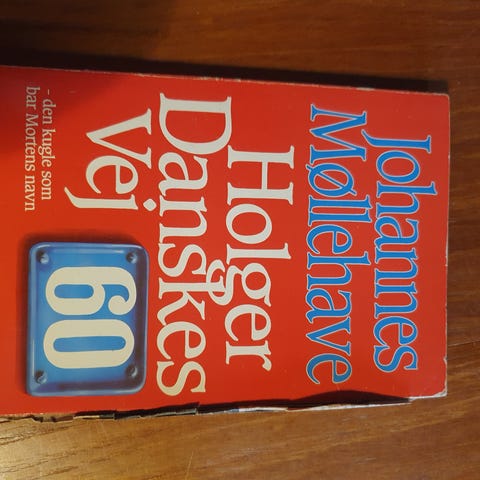 Johannes
Møllehave
Holger
Danskes
Vej
60
- den kugle som
bar Mortens navn